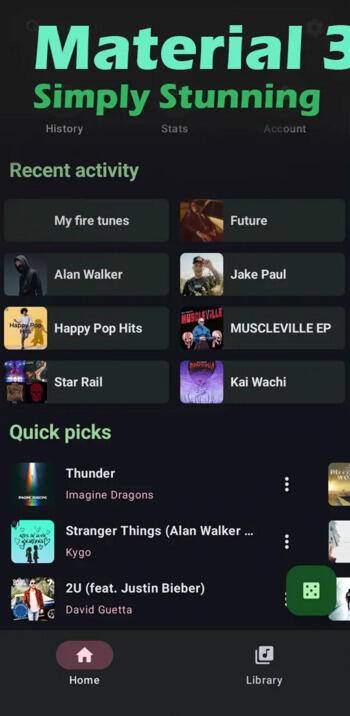 Material 3
Simply Stunning
History
Stats
Account
Recent activity
My fire tunes
Future
Alan Walker
Jake Paul
Happy Pop Hits
MUSCLEVILLE EP
Star Rail
Kai Wachi
Quick picks
Thunder
Imagine Dragons
Stranger Things (Alan Walker ...
Kygo
2U (feat. Justin Bieber)
David Guetta
Home
Library